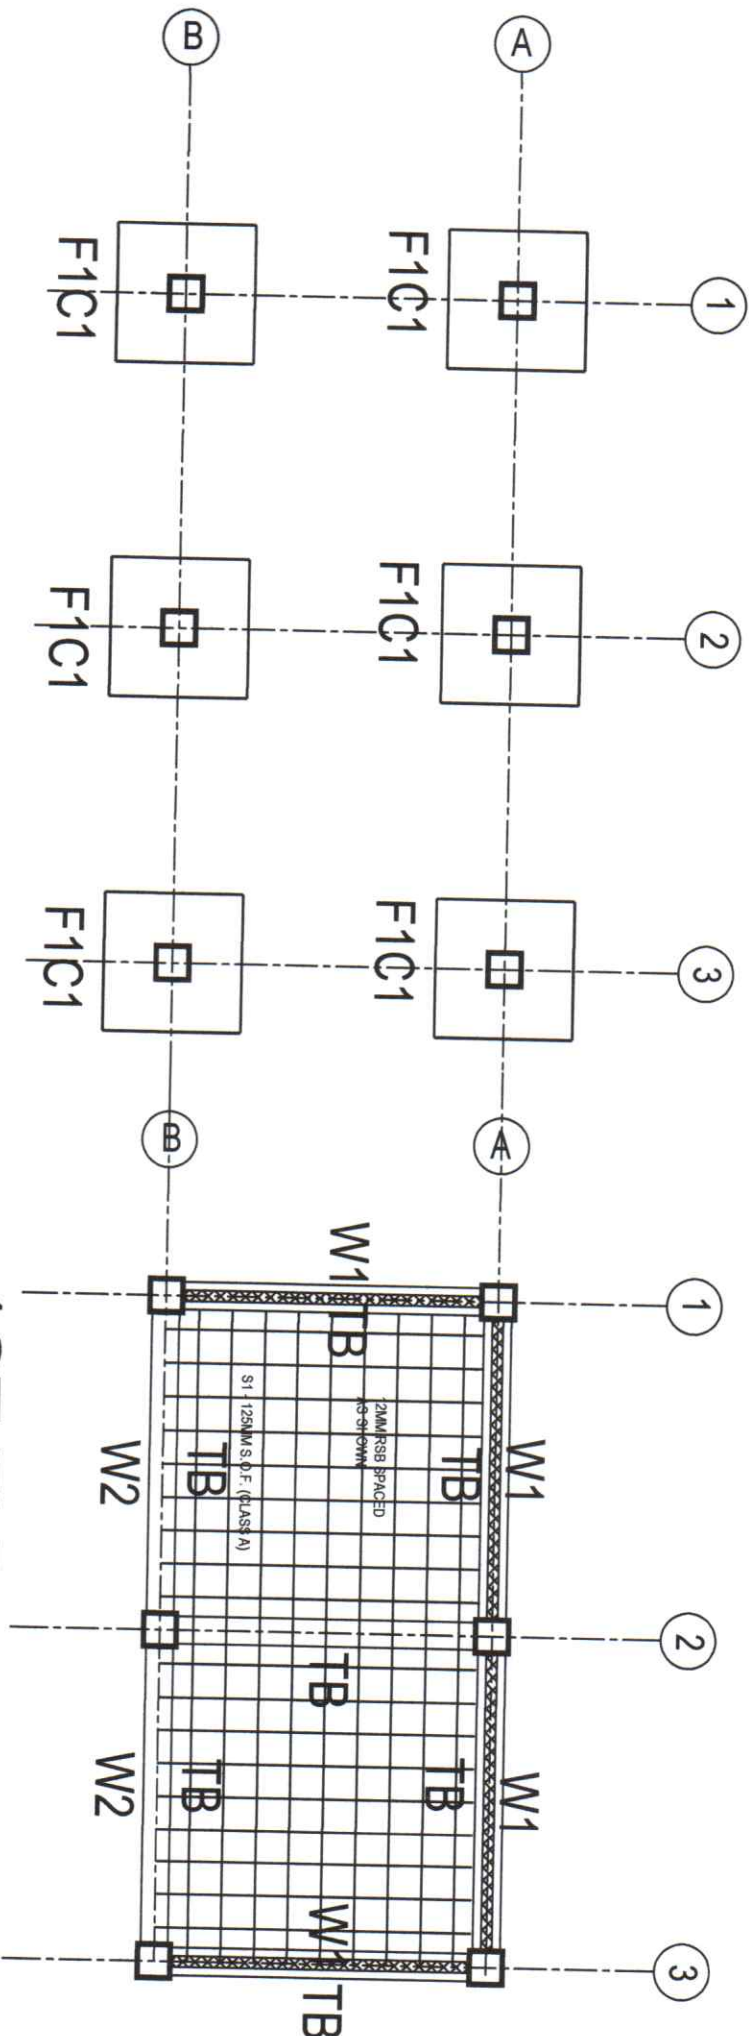 1 2 3
A
F1C1 F1C1 F1C1
B
F1C1 F1C1 F1C1
1 2 3
A
W1 W1
TB TB
12MM RSB SPACED
AS SHOWN
W1 TB TB W1 TB
S1 - 125MM S.O.F. (CLASS A)
TB TB
B
W2 W2